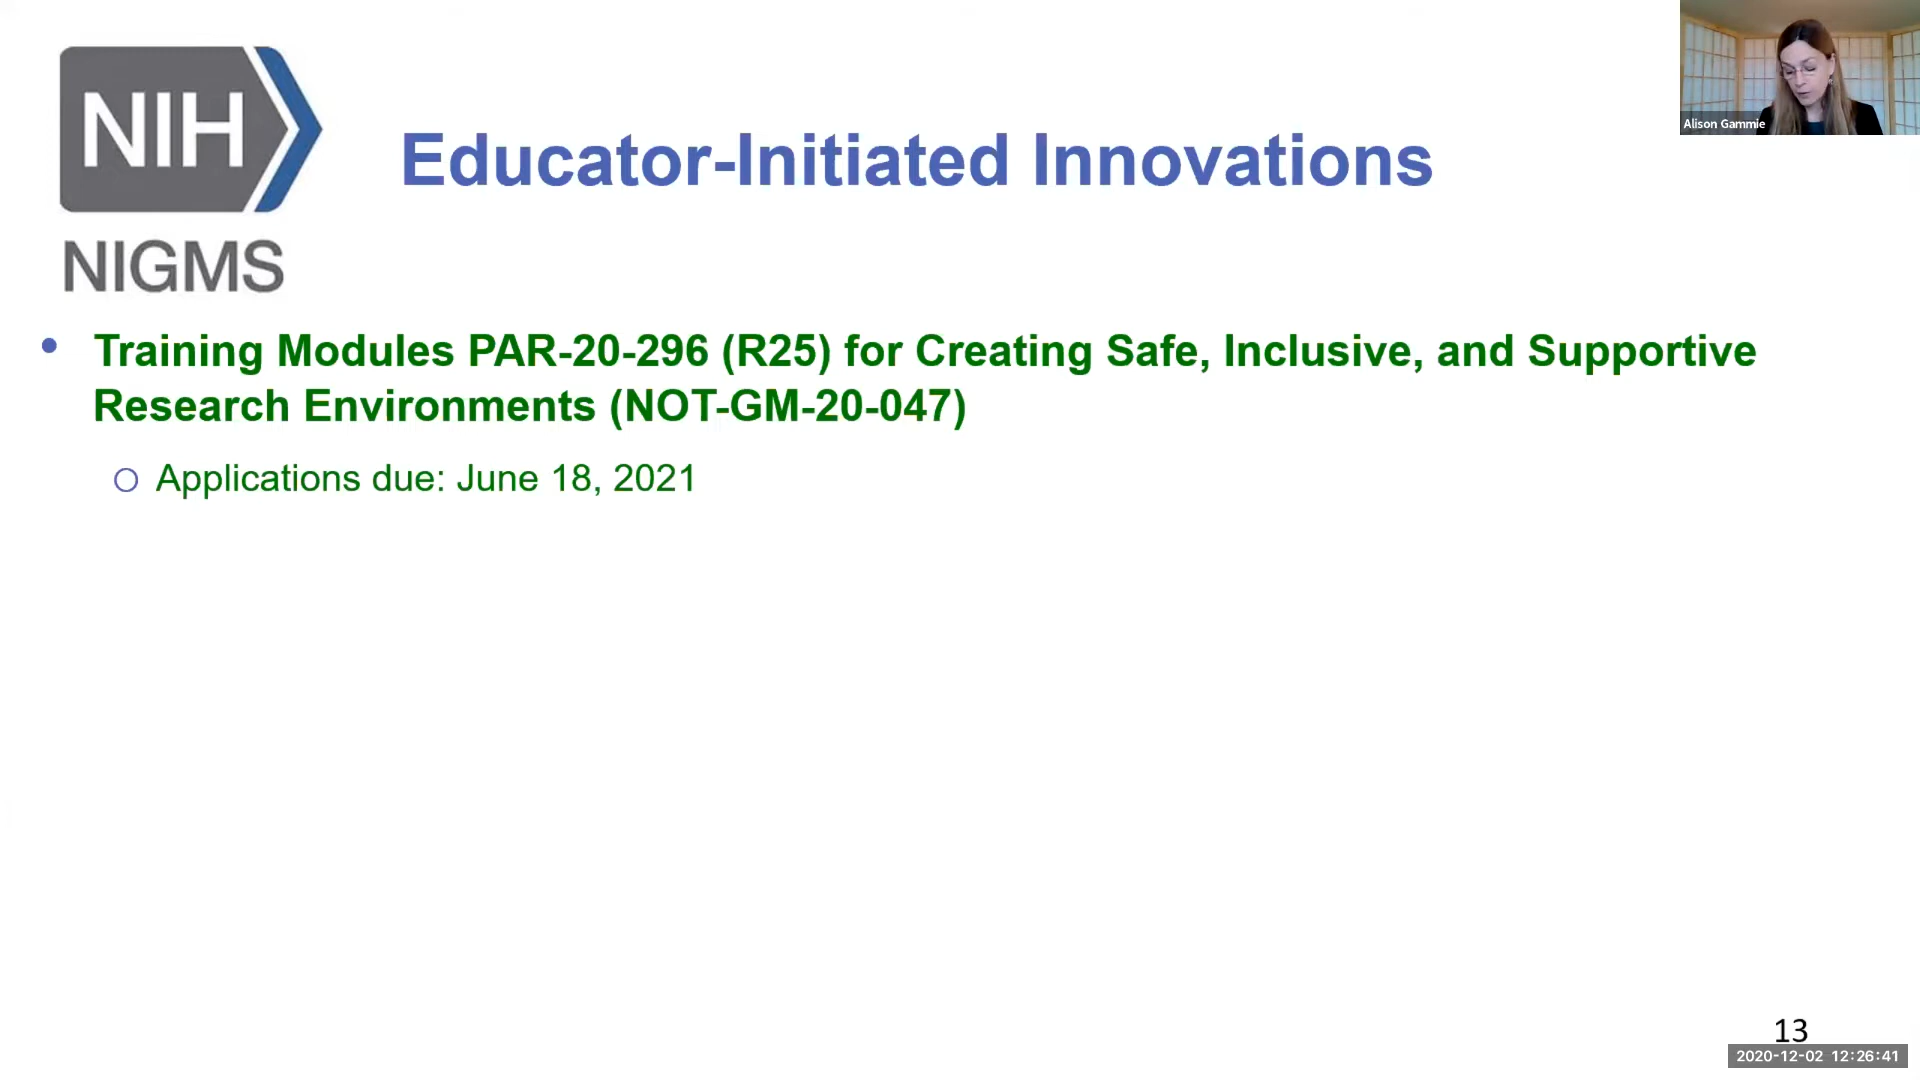 NIH
NIGMS
Educator-Initiated Innovations
Alison Gammie
• Training Modules PAR-20-296 (R25) for Creating Safe, Inclusive, and Supportive
Research Environments (NOT-GM-20-047)
○ Applications due: June 18, 2021
13
2020-12-02 12:26:41